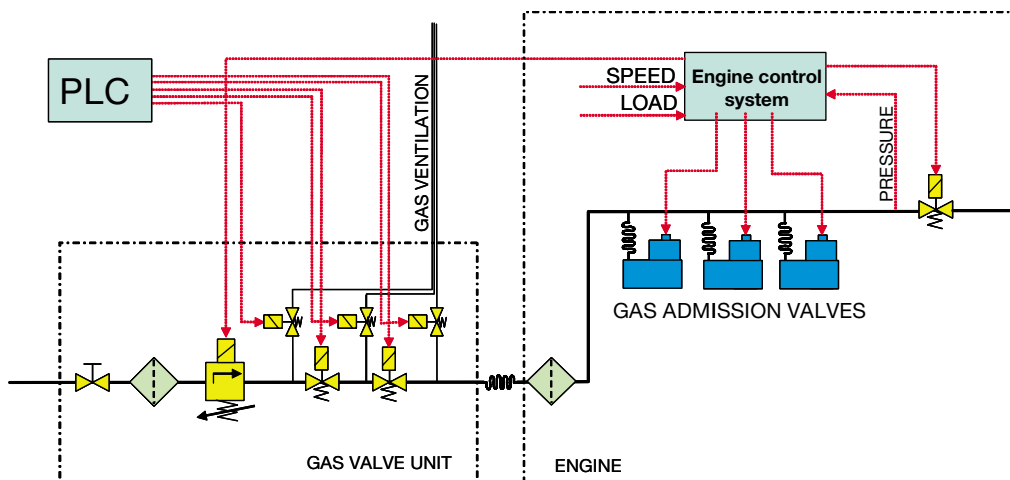 PLC
GAS VENTILATION
SPEED
LOAD
Engine control
system
PRESSURE
GAS ADMISSION VALVES
GAS VALVE UNIT
ENGINE